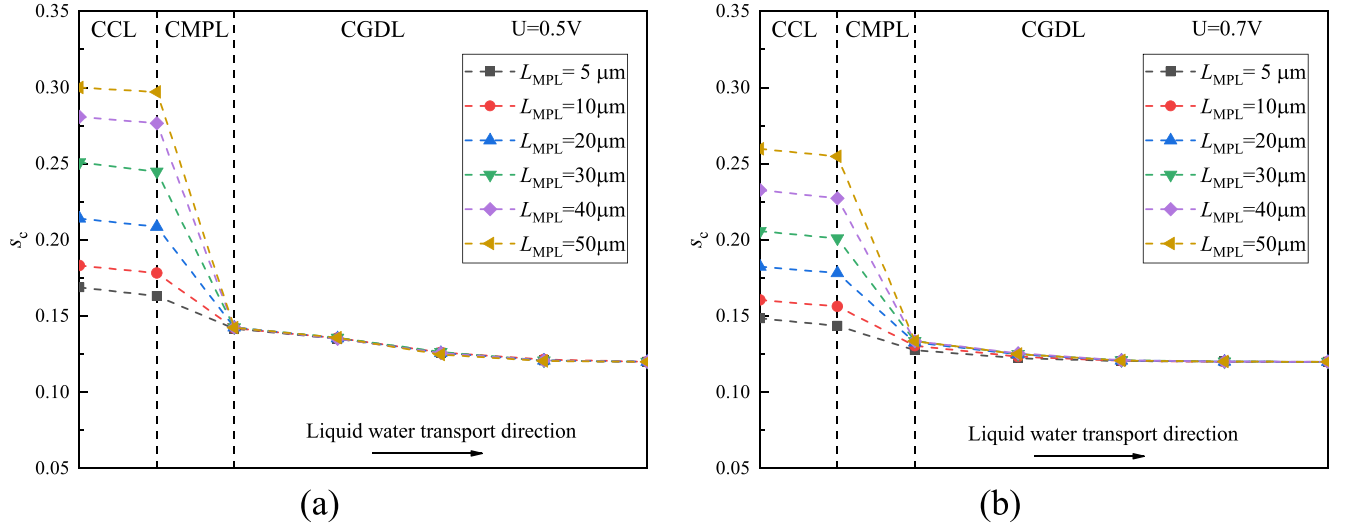 0.35
0.30
0.25
0.20
0.15
0.10
0.05
s_c
CCL
CMPL
CGDL
U=0.5V
L_MPL= 5 μm
L_MPL=10μm
L_MPL=20μm
L_MPL=30μm
L_MPL=40μm
L_MPL=50μm
Liquid water transport direction
(a)
0.35
0.30
0.25
0.20
0.15
0.10
0.05
s_c
CCL
CMPL
CGDL
U=0.7V
L_MPL= 5 μm
L_MPL=10μm
L_MPL=20μm
L_MPL=30μm
L_MPL=40μm
L_MPL=50μm
Liquid water transport direction
(b)